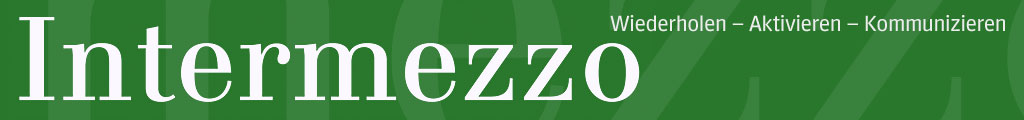 Wiederholen – Aktivieren – Kommunizieren
Intermezzo